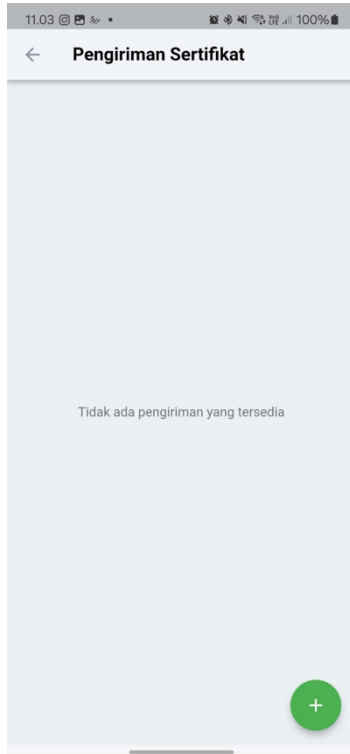 11.03
100%
Pengiriman Sertifikat
Tidak ada pengiriman yang tersedia
+